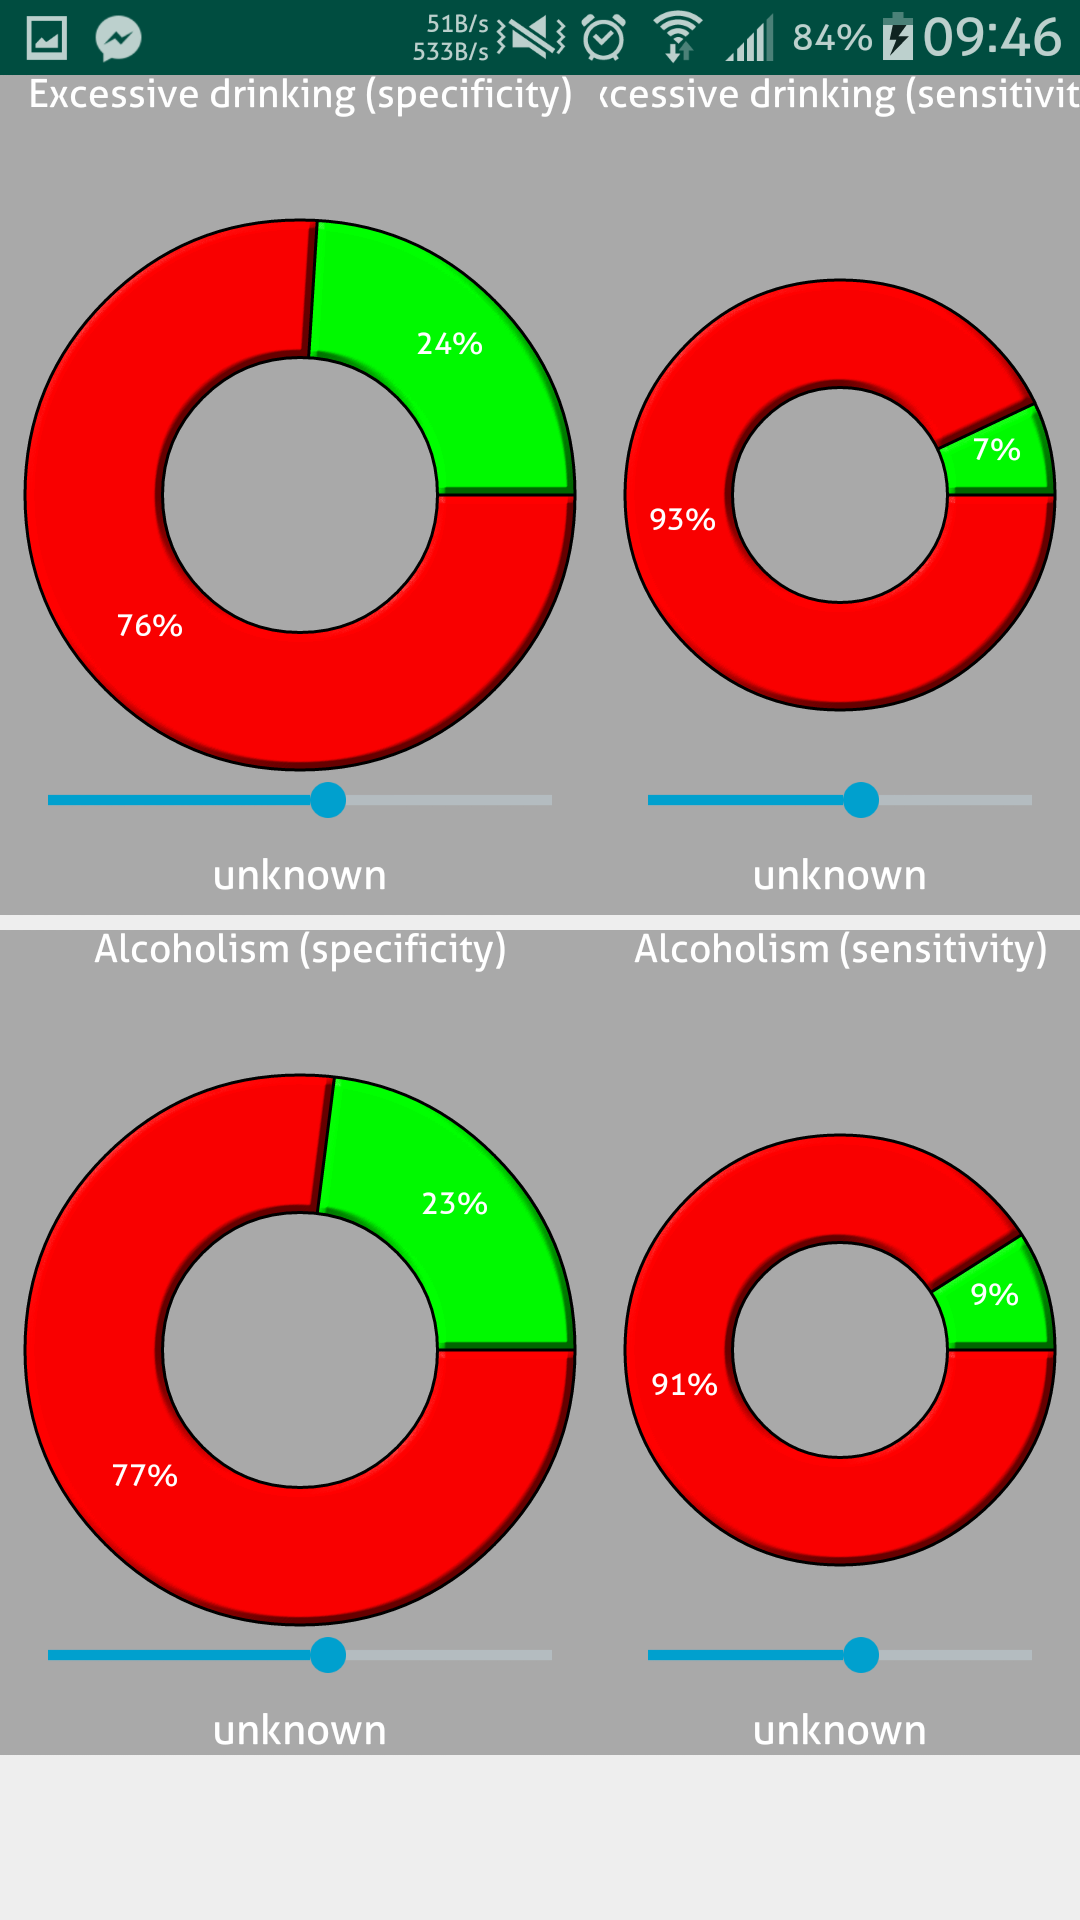 51B/s
533B/s
84% 09:46
Excessive drinking (specificity)
xcessive drinking (sensitivit
24%
76%
7%
93%
unknown
unknown
Alcoholism (specificity)
Alcoholism (sensitivity)
23%
77%
9%
91%
unknown
unknown